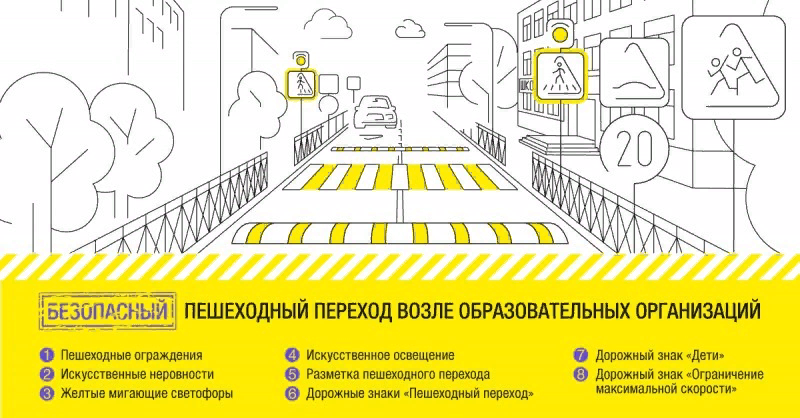 ШКО
20
БЕЗОПАСНЫЙ ПЕШЕХОДНЫЙ ПЕРЕХОД ВОЗЛЕ ОБРАЗОВАТЕЛЬНЫХ ОРГАНИЗАЦИЙ
1 Пешеходные ограждения
2 Искусственные неровности
3 Желтые мигающие светофоры
4 Искусственное освещение
5 Разметка пешеходного перехода
6 Дорожные знаки «Пешеходный переход»
7 Дорожный знак «Дети»
8 Дорожный знак «Ограничение
максимальной скорости»